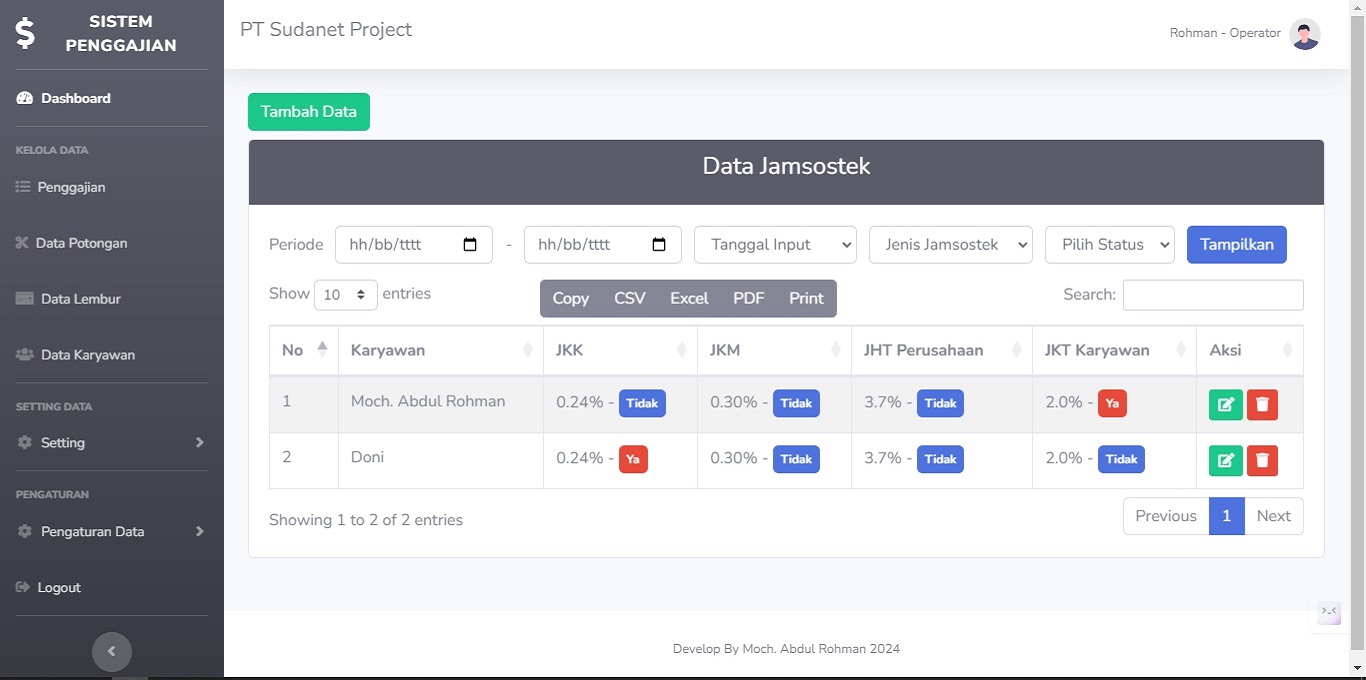 SISTEM
PENGGAJIAN
PT Sudanet Project
Rohman - Operator
Dashboard
KELOLA DATA
Penggajian
Data Potongan
Data Lembur
Data Karyawan
SETTING DATA
Setting
PENGATURAN
Pengaturan Data
Logout
Tambah Data
Data Jamsostek
Periode hh/bb/tttt - hh/bb/tttt Tanggal Input Jenis Jamsostek Pilih Status Tampilkan
Show 10 entries Copy CSV Excel PDF Print Search:
No Karyawan JKK JKM JHT Perusahaan JKT Karyawan Aksi
1 Moch. Abdul Rohman 0.24% - Tidak 0.30% - Tidak 3.7% - Tidak 2.0% - Ya
2 Doni 0.24% - Ya 0.30% - Tidak 3.7% - Tidak 2.0% - Tidak
Showing 1 to 2 of 2 entries Previous 1 Next
Develop By Moch. Abdul Rohman 2024